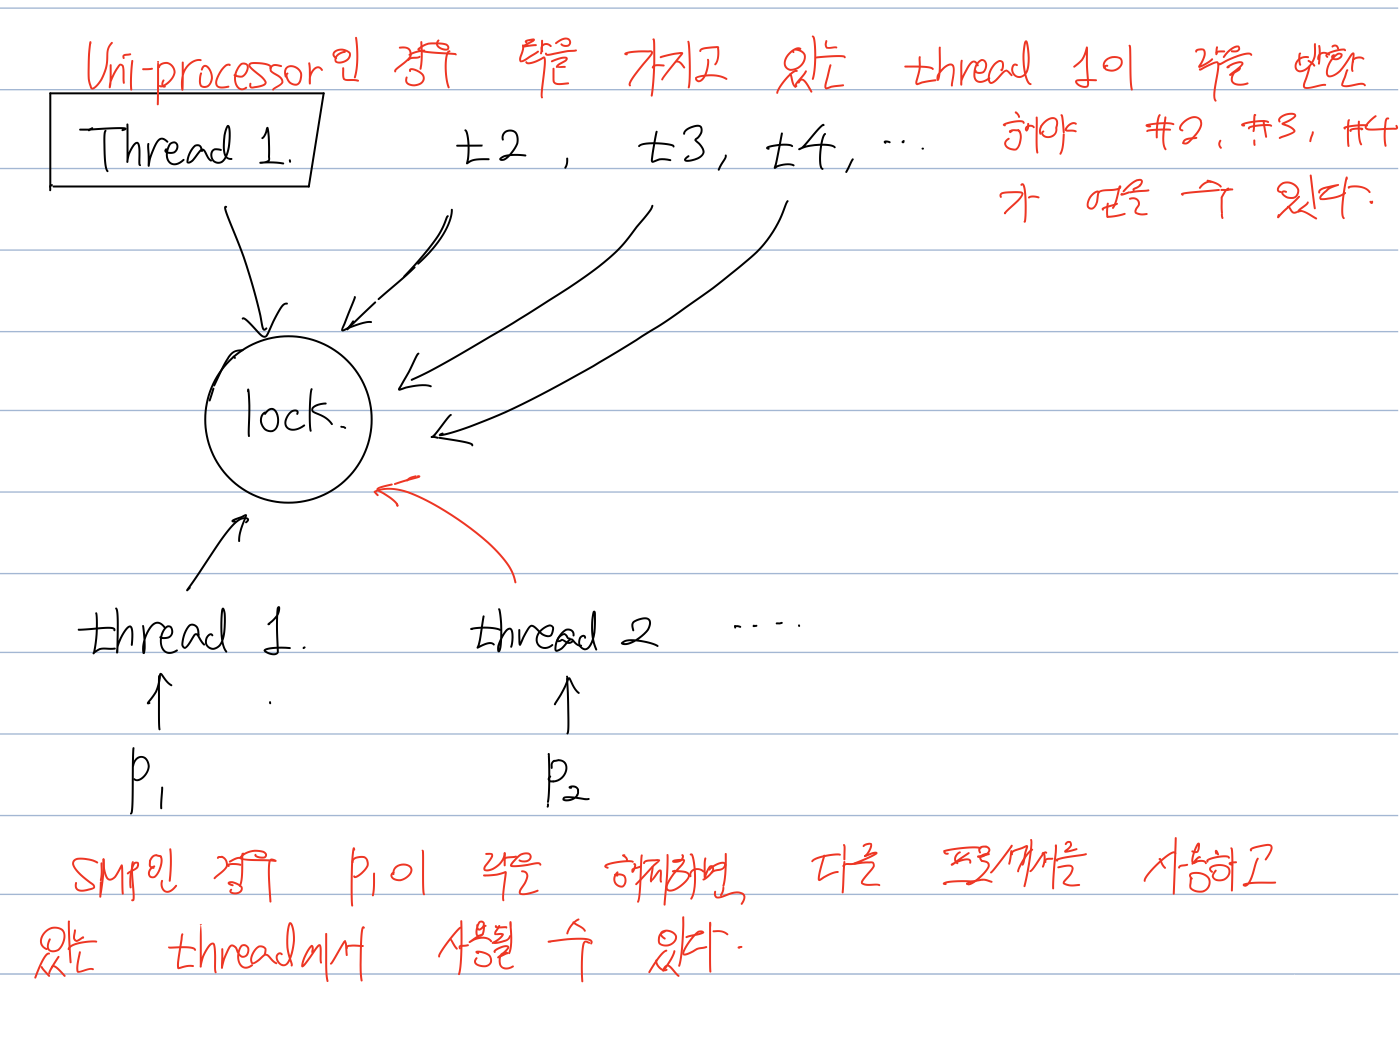 Uni-processor인 경우 락을 가지고 있는 thread 1이 락을 반환
해야 #2, #3, #4
가 얻을 수 있다.
Thread 1. t2, t3, t4, ...
lock.
thread 1. thread 2 ....
P1 P2
SMP인 경우 P1이 락을 해제하면, 다른 프로세서를 사용하고
있는 thread에서 사용될 수 있다.